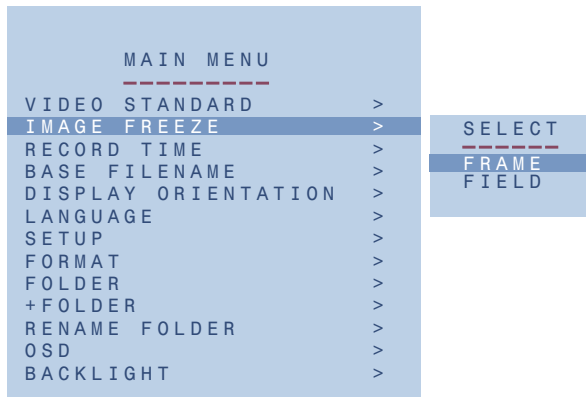 MAIN MENU
VIDEO STANDARD >
IMAGE FREEZE >
RECORD TIME >
BASE FILENAME >
DISPLAY ORIENTATION >
LANGUAGE >
SETUP >
FORMAT >
FOLDER >
+FOLDER >
RENAME FOLDER >
OSD >
BACKLIGHT >
SELECT
FRAME
FIELD